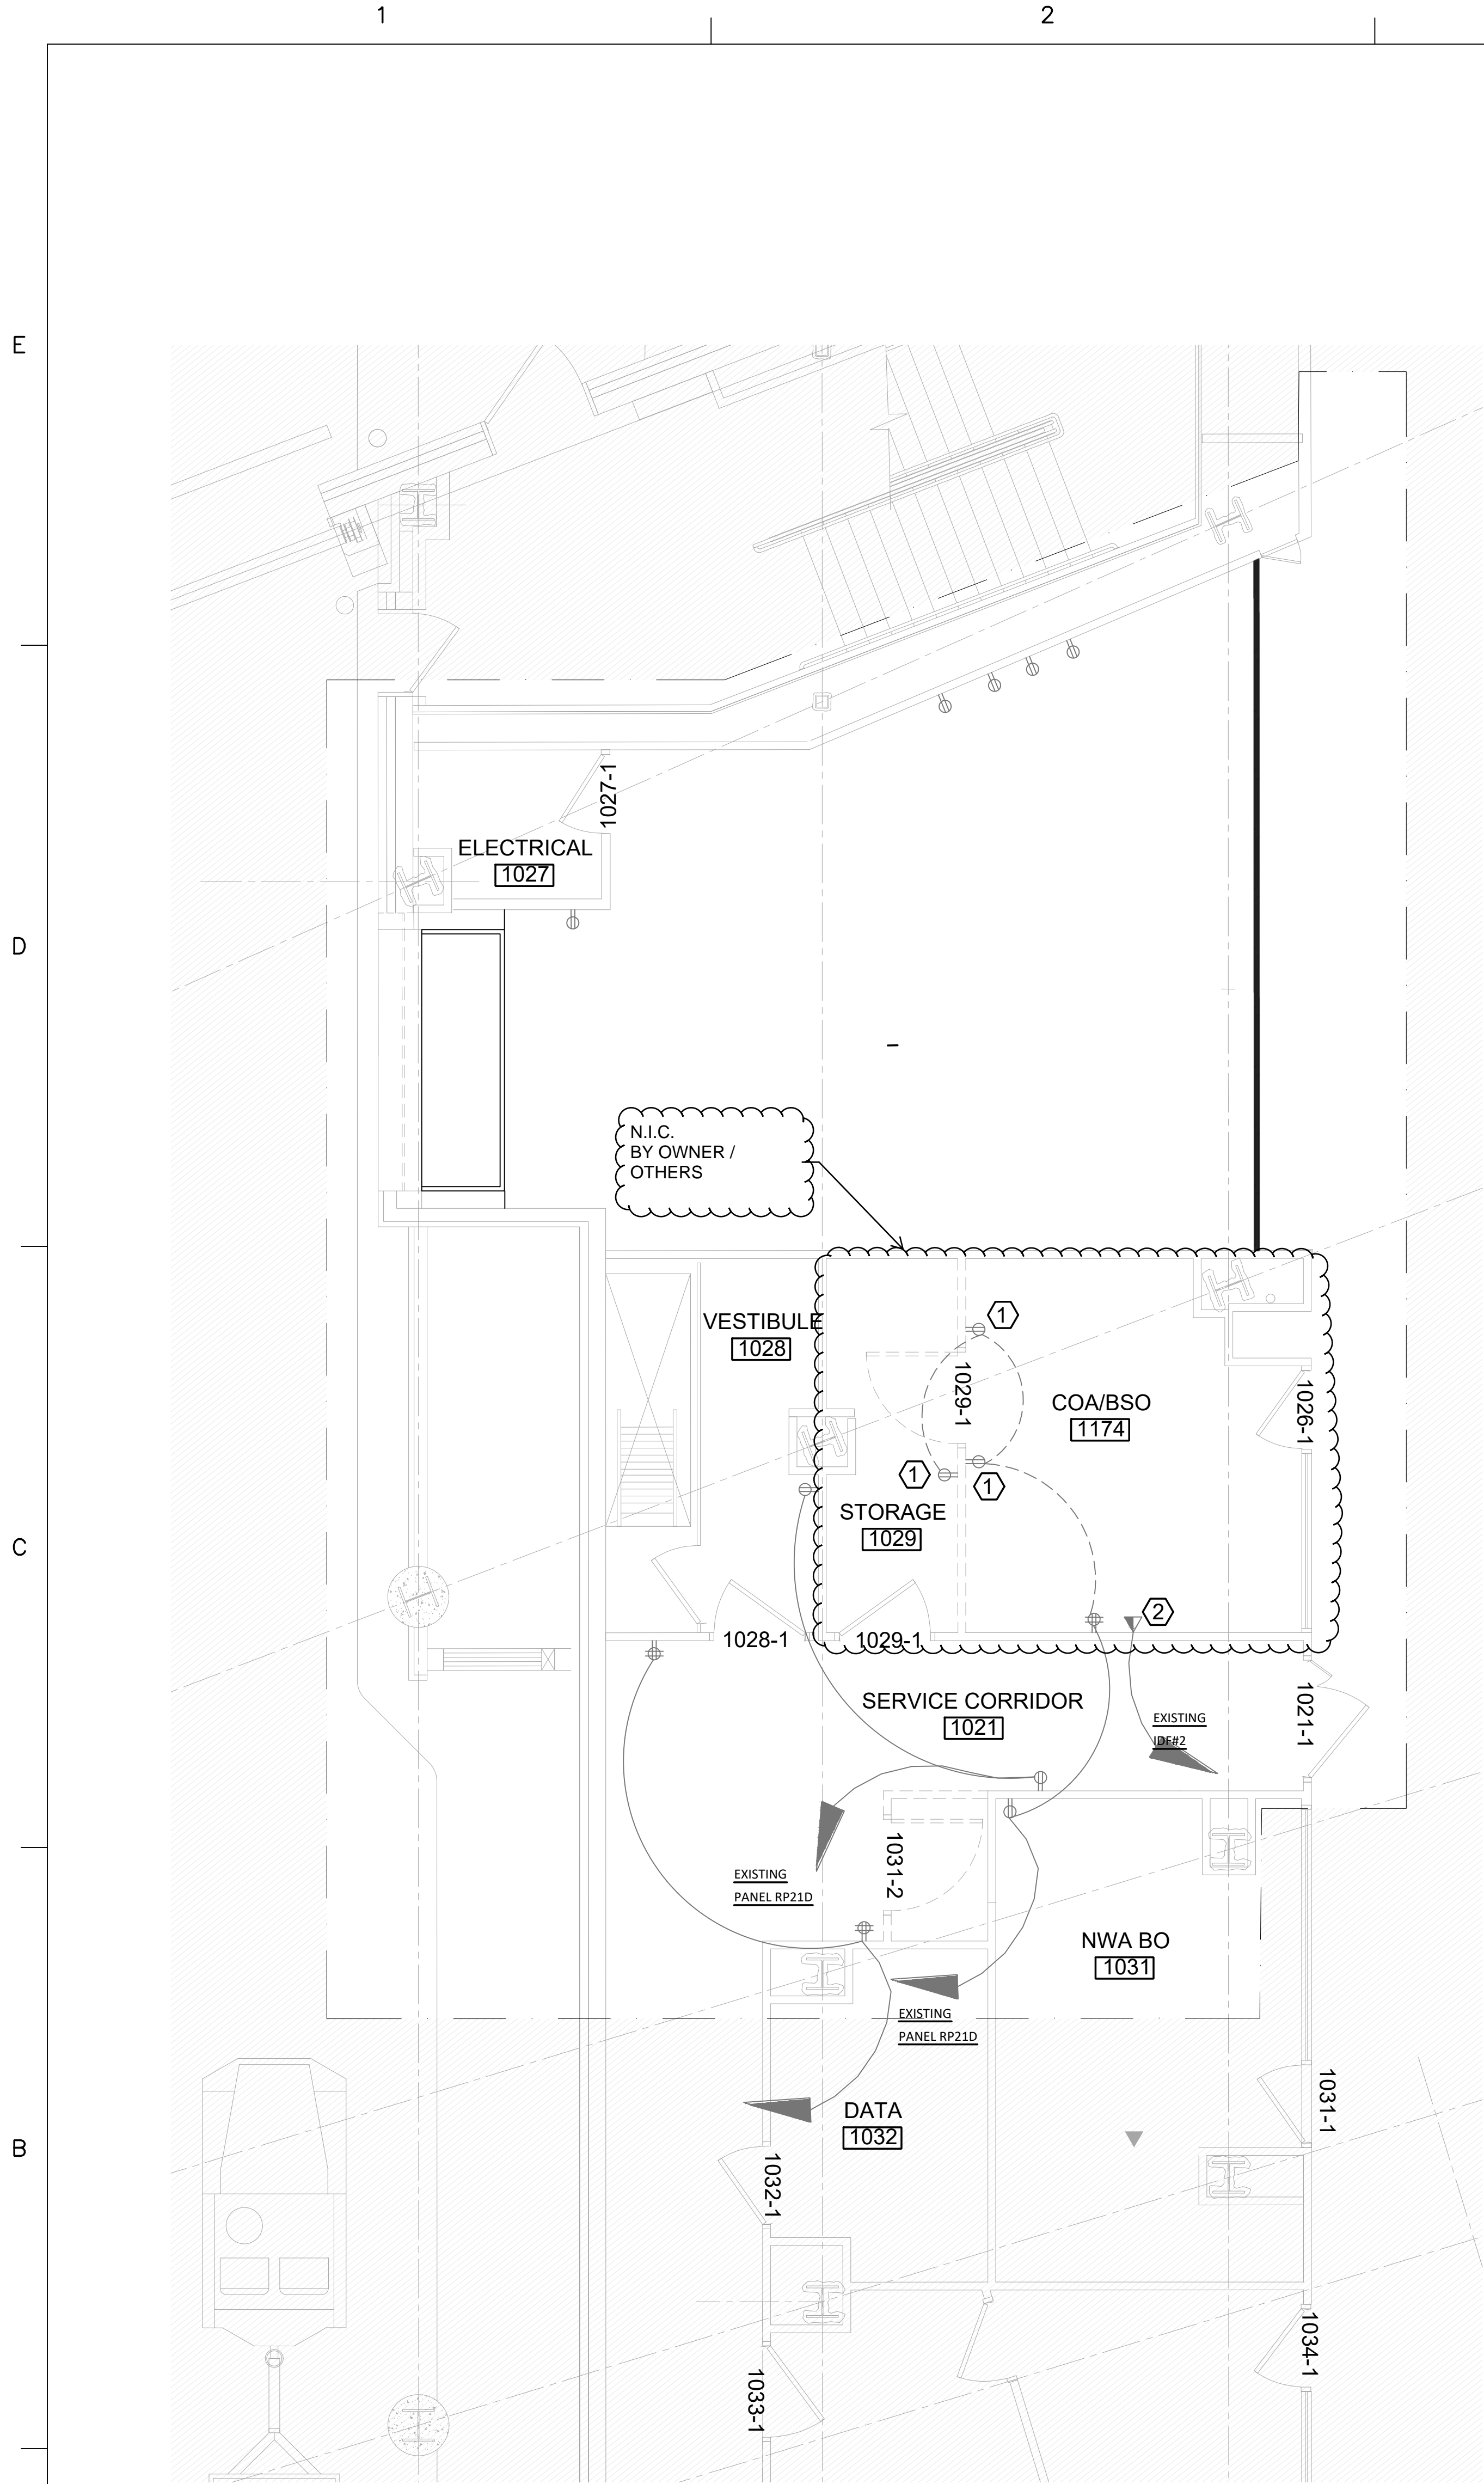 1
2
E
1027-1
ELECTRICAL
1027
D
N.I.C.
BY OWNER /
OTHERS
VESTIBULE
1028
1
1029-1
COA/BSO
1174
1026-1
1
1
STORAGE
1029
C
2
1028-1
1029-1
SERVICE CORRIDOR
1021
1021-1
EXISTING
IDF#2
1031-2
EXISTING
PANEL RP21D
NWA BO
1031
EXISTING
PANEL RP21D
1031-1
DATA
1032
B
1032-1
1034-1
1033-1